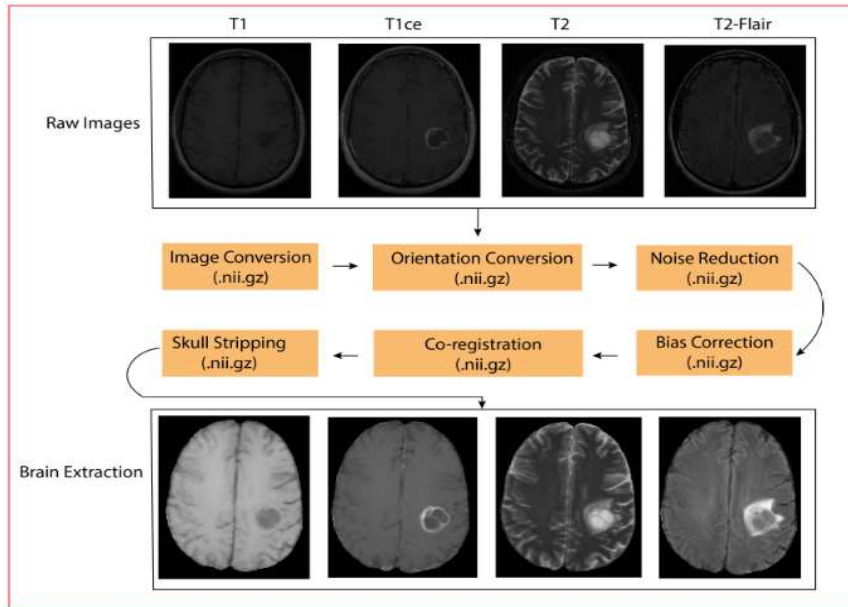 T1 T1ce T2 T2-Flair
Raw Images
Image Conversion
(.nii.gz)
Orientation Conversion
(.nii.gz)
Noise Reduction
(.nii.gz)
Skull Stripping
(.nii.gz)
Co-registration
(.nii.gz)
Bias Correction
(.nii.gz)
Brain Extraction